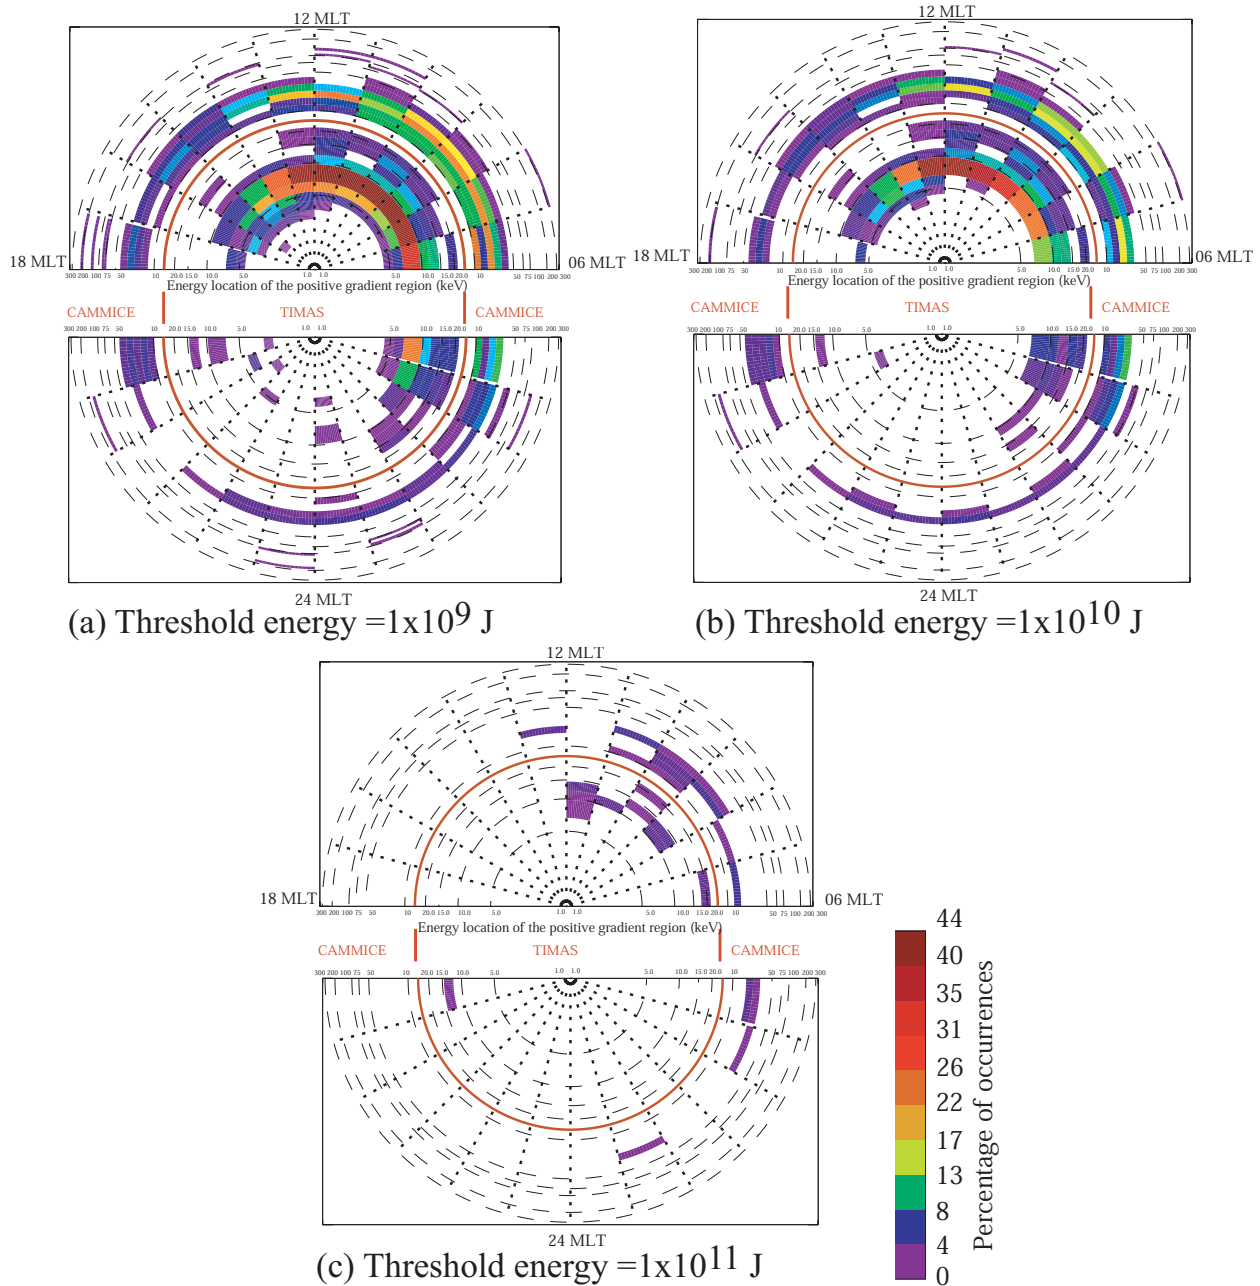 12 MLT
12 MLT
18 MLT
06 MLT
18 MLT
06 MLT
300 200 100 75 50 10 20.0 15.0 10.0 5.0 1.0 1.0 5.0 10.0 15.0 20.0 10 50 75 100 200 300
300 200 100 75 50 10 20.0 15.0 10.0 5.0 1.0 1.0 5.0 10.0 15.0 20.0 10 50 75 100 200 300
Energy location of the positive gradient region (keV)
Energy location of the positive gradient region (keV)
CAMMICE TIMAS CAMMICE
CAMMICE TIMAS CAMMICE
300 200 100 75 50 10 20.0 15.0 10.0 5.0 1.0 1.0 5.0 10.0 15.0 20.0 10 50 75 100 200 300
300 200 100 75 50 10 20.0 15.0 10.0 5.0 1.0 1.0 5.0 10.0 15.0 20.0 10 50 75 100 200 300
24 MLT
24 MLT
(a) Threshold energy =1x10⁹ J
(b) Threshold energy =1x10¹⁰ J
12 MLT
18 MLT
06 MLT
300 200 100 75 50 10 20.0 15.0 10.0 5.0 1.0 1.0 5.0 10.0 15.0 20.0 10 50 75 100 200 300
Energy location of the positive gradient region (keV)
CAMMICE TIMAS CAMMICE
300 200 100 75 50 10 20.0 15.0 10.0 5.0 1.0 1.0 5.0 10.0 15.0 20.0 10 50 75 100 200 300
24 MLT
(c) Threshold energy =1x10¹¹ J
44
40
35
31
26
22
17
13
8
4
0
Percentage of occurrences